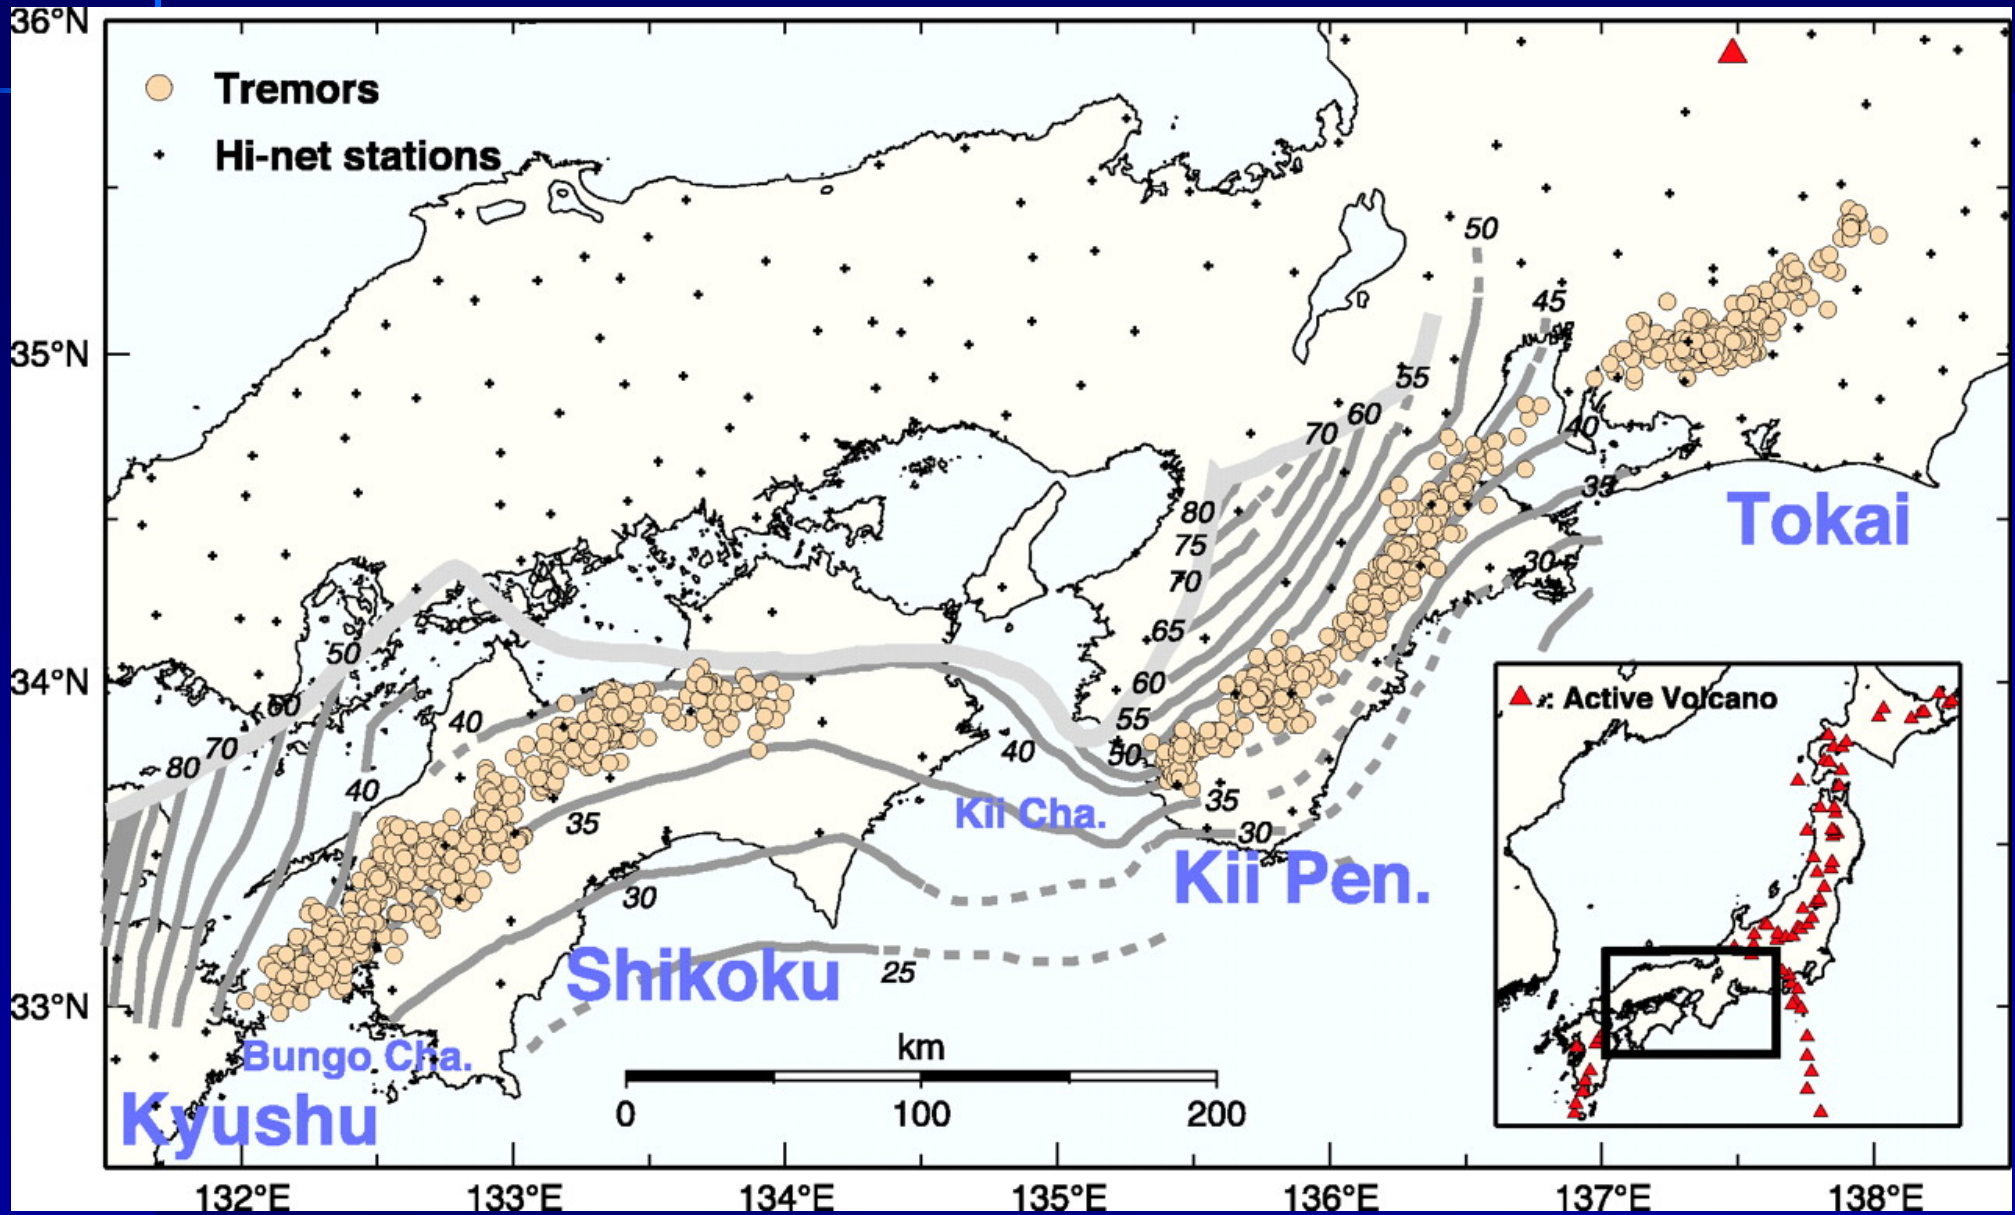 36°N
35°N
34°N
33°N
Tremors
Hi-net stations
50
45
55
60
70
40
35
80
75
70
30
65
60
55
50
50
60
70
80
40
40
40
35
35
30
30
25
Tokai
Kii Cha.
Kii Pen.
Shikoku
Bungo Cha.
Kyushu
: Active Volcano
km
0 100 200
132°E 133°E 134°E 135°E 136°E 137°E 138°E